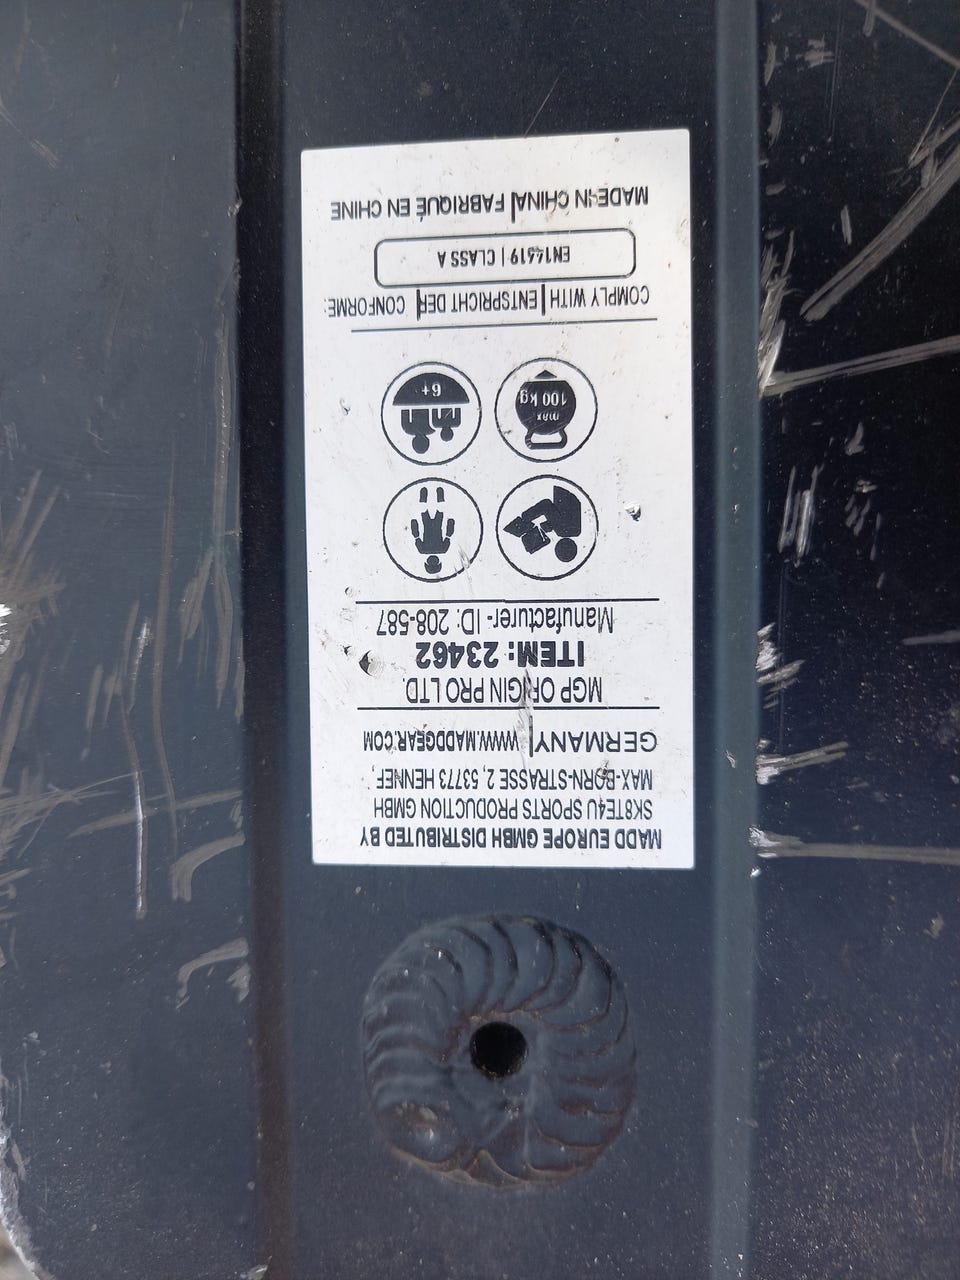 MADD EUROPE GMBH DISTRIBUTED BY
SK8TE4U SPORTS PRODUCTION GMBH
MAX-BORN-STRASSE 2, 53773 HENNEF,
GERMANY | WWW.MADDGEAR.COM
MGP ORIGIN PRO LTD.
ITEM: 23462
Manufacturer- ID: 208-587
max
100 kg
6+
COMPLY WITH | ENTSPRICHT DER | CONFORME:
EN14619 | CLASS A
MADE IN CHINA | FABRIQUÉ EN CHINE